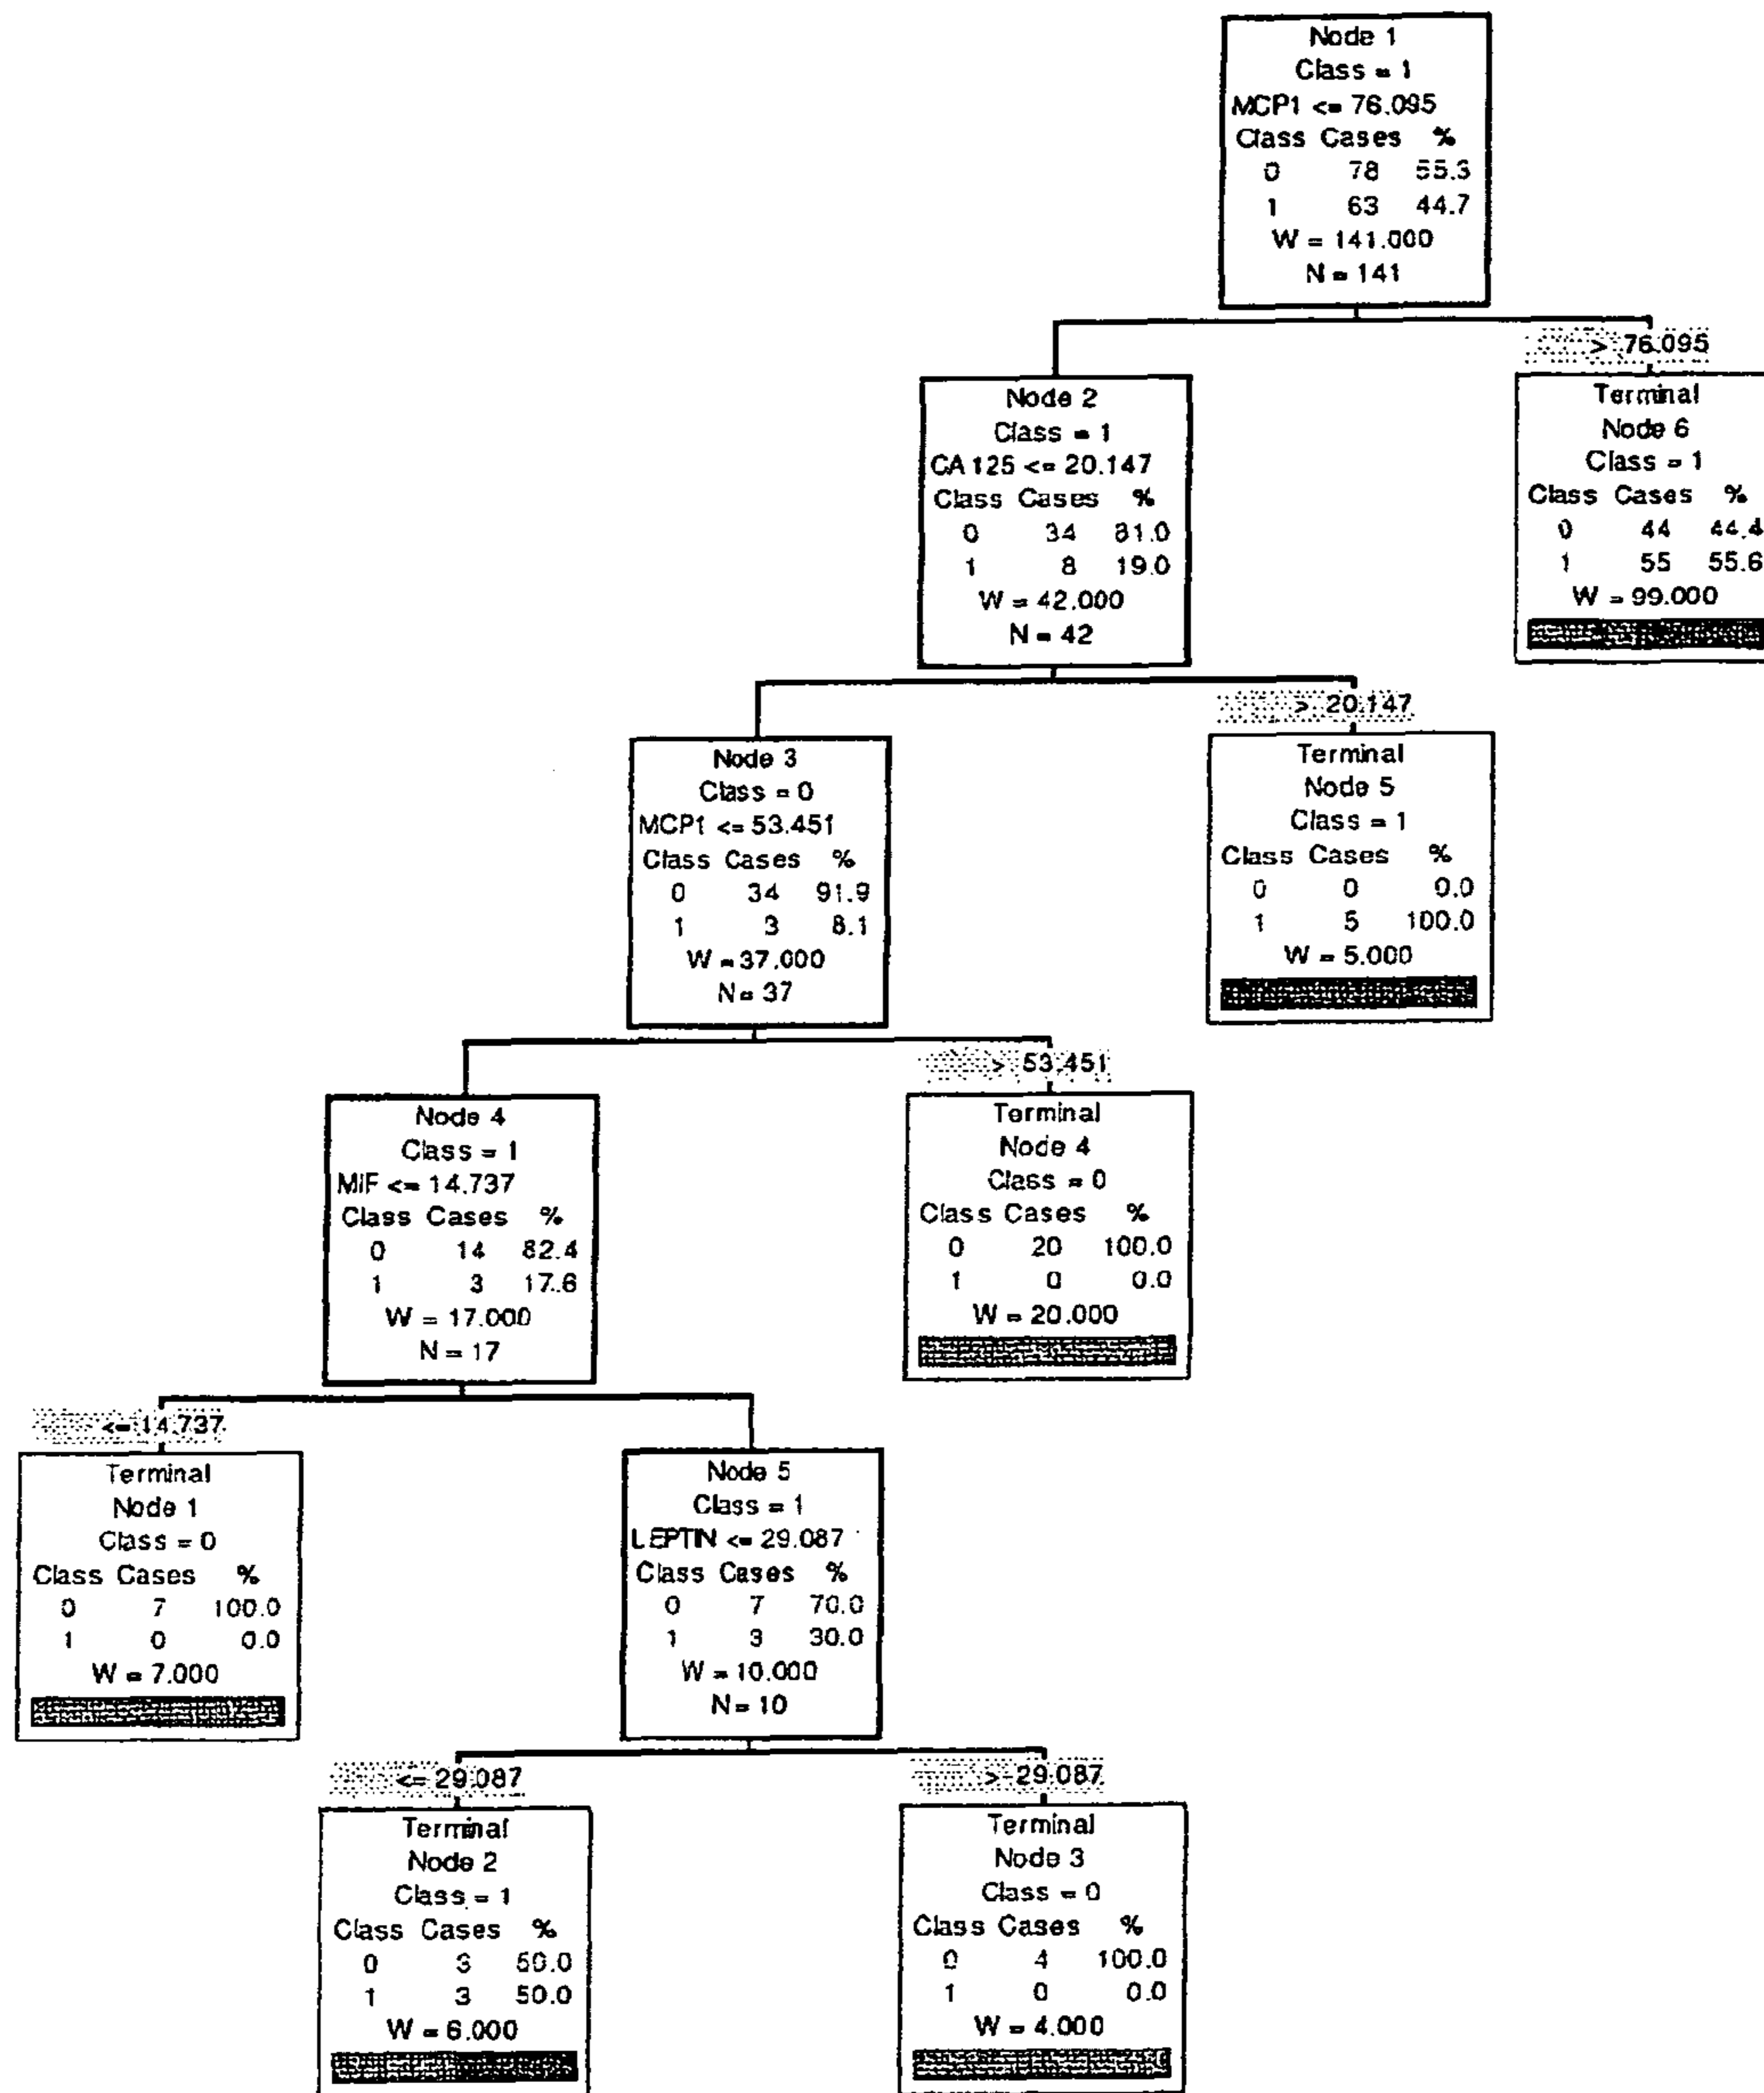 Node 1
Class = 1
MCP1 <= 76.095
Class Cases %
0 78 55.3
1 63 44.7
W = 141.000
N = 141
> 76.095
Node 2
Class = 1
CA125 <= 20.147
Class Cases %
0 34 81.0
1 8 19.0
W = 42.000
N = 42
Terminal
Node 6
Class = 1
Class Cases %
0 44 44.4
1 55 55.6
W = 99.000
> 20.147
Node 3
Class = 0
MCP1 <= 53.451
Class Cases %
0 34 91.9
1 3 8.1
W = 37.000
N = 37
Terminal
Node 5
Class = 1
Class Cases %
0 0 0.0
1 5 100.0
W = 5.000
> 53.451
Node 4
Class = 1
MIF <= 14.737
Class Cases %
0 14 82.4
1 3 17.6
W = 17.000
N = 17
Terminal
Node 4
Class = 0
Class Cases %
0 20 100.0
1 0 0.0
W = 20.000
<= 14.737
Terminal
Node 1
Class = 0
Class Cases %
0 7 100.0
1 0 0.0
W = 7.000
Node 5
Class = 1
LEPTIN <= 29.087
Class Cases %
0 7 70.0
1 3 30.0
W = 10.000
N = 10
<= 29.087
> 29.087
Terminal
Node 2
Class = 1
Class Cases %
0 3 50.0
1 3 50.0
W = 6.000
Terminal
Node 3
Class = 0
Class Cases %
0 4 100.0
1 0 0.0
W = 4.000